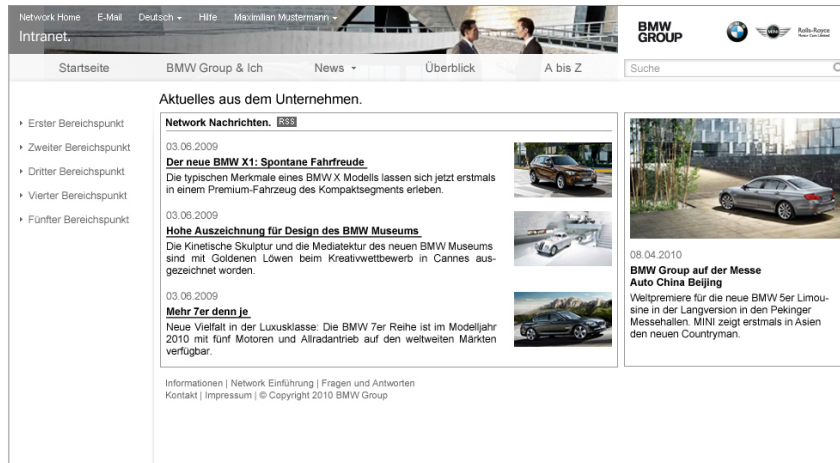 Network Home E-Mail Deutsch Hilfe Maximilian Mustermann
Intranet.
BMW
GROUP
MINI
Rolls-Royce
Motor Cars Limited
Startseite BMW Group & Ich News Überblick A bis Z
Suche
Erster Bereichspunkt
Zweiter Bereichspunkt
Dritter Bereichspunkt
Vierter Bereichspunkt
Fünfter Bereichspunkt
Aktuelles aus dem Unternehmen.
Network Nachrichten. RSS
03.06.2009
Der neue BMW X1: Spontane Fahrfreude
Die typischen Merkmale eines BMW X Modells lassen sich jetzt erstmals
in einem Premium-Fahrzeug des Kompaktsegments erleben.
03.06.2009
Hohe Auszeichnung für Design des BMW Museums
Die Kinetische Skulptur und die Mediatektur des neuen BMW Museums
sind mit Goldenen Löwen beim Kreativwettbewerb in Cannes aus-
gezeichnet worden.
03.06.2009
Mehr 7er denn je
Neue Vielfalt in der Luxusklasse: Die BMW 7er Reihe ist im Modelljahr
2010 mit fünf Motoren und Allradantrieb auf den weltweiten Märkten
verfügbar.
08.04.2010
BMW Group auf der Messe
Auto China Beijing
Weltpremiere für die neue BMW 5er Limou-
sine in der Langversion in den Pekinger
Messehallen. MINI zeigt erstmals in Asien
den neuen Countryman.
Informationen | Network Einführung | Fragen und Antworten
Kontakt | Impressum | © Copyright 2010 BMW Group